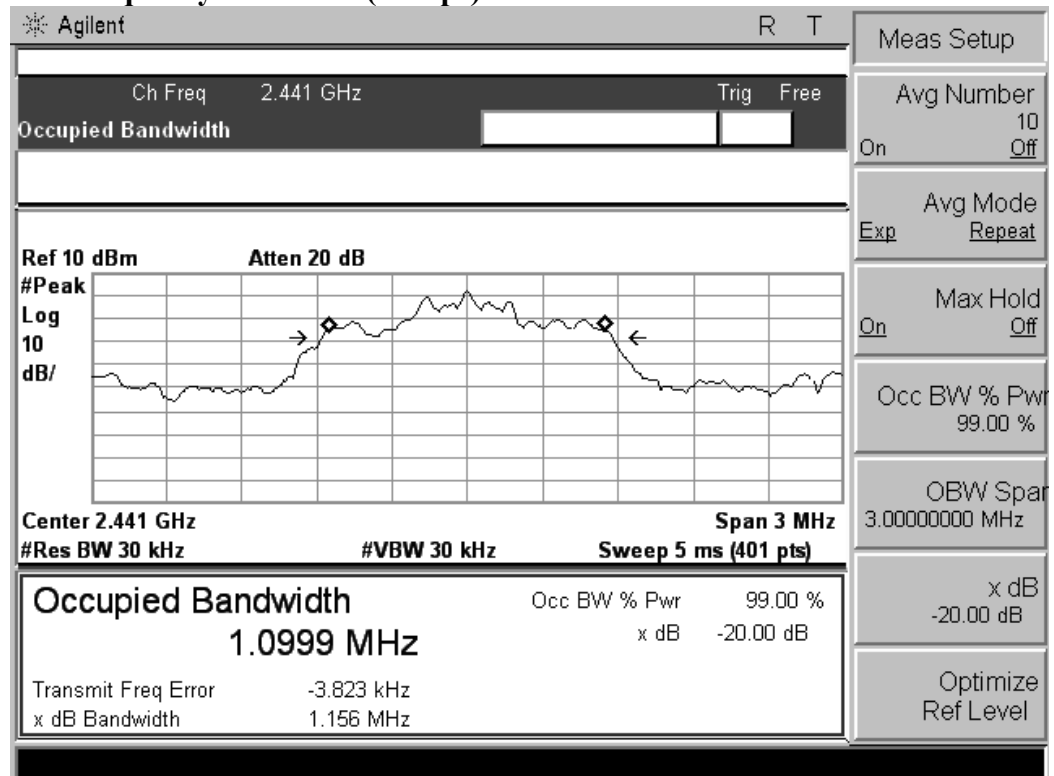 Agilent R T
Meas Setup
Ch Freq 2.441 GHz Trig Free
Occupied Bandwidth
Avg Number
10
On Off
Avg Mode
Exp Repeat
Max Hold
On Off
Occ BW % Pwr
99.00 %
OBW Span
3.00000000 MHz
x dB
-20.00 dB
Optimize
Ref Level
Ref 10 dBm Atten 20 dB
#Peak
Log
10
dB/
Center 2.441 GHz Span 3 MHz
#Res BW 30 kHz #VBW 30 kHz Sweep 5 ms (401 pts)
Occupied Bandwidth
1.0999 MHz
Occ BW % Pwr 99.00 %
x dB -20.00 dB
Transmit Freq Error -3.823 kHz
x dB Bandwidth 1.156 MHz